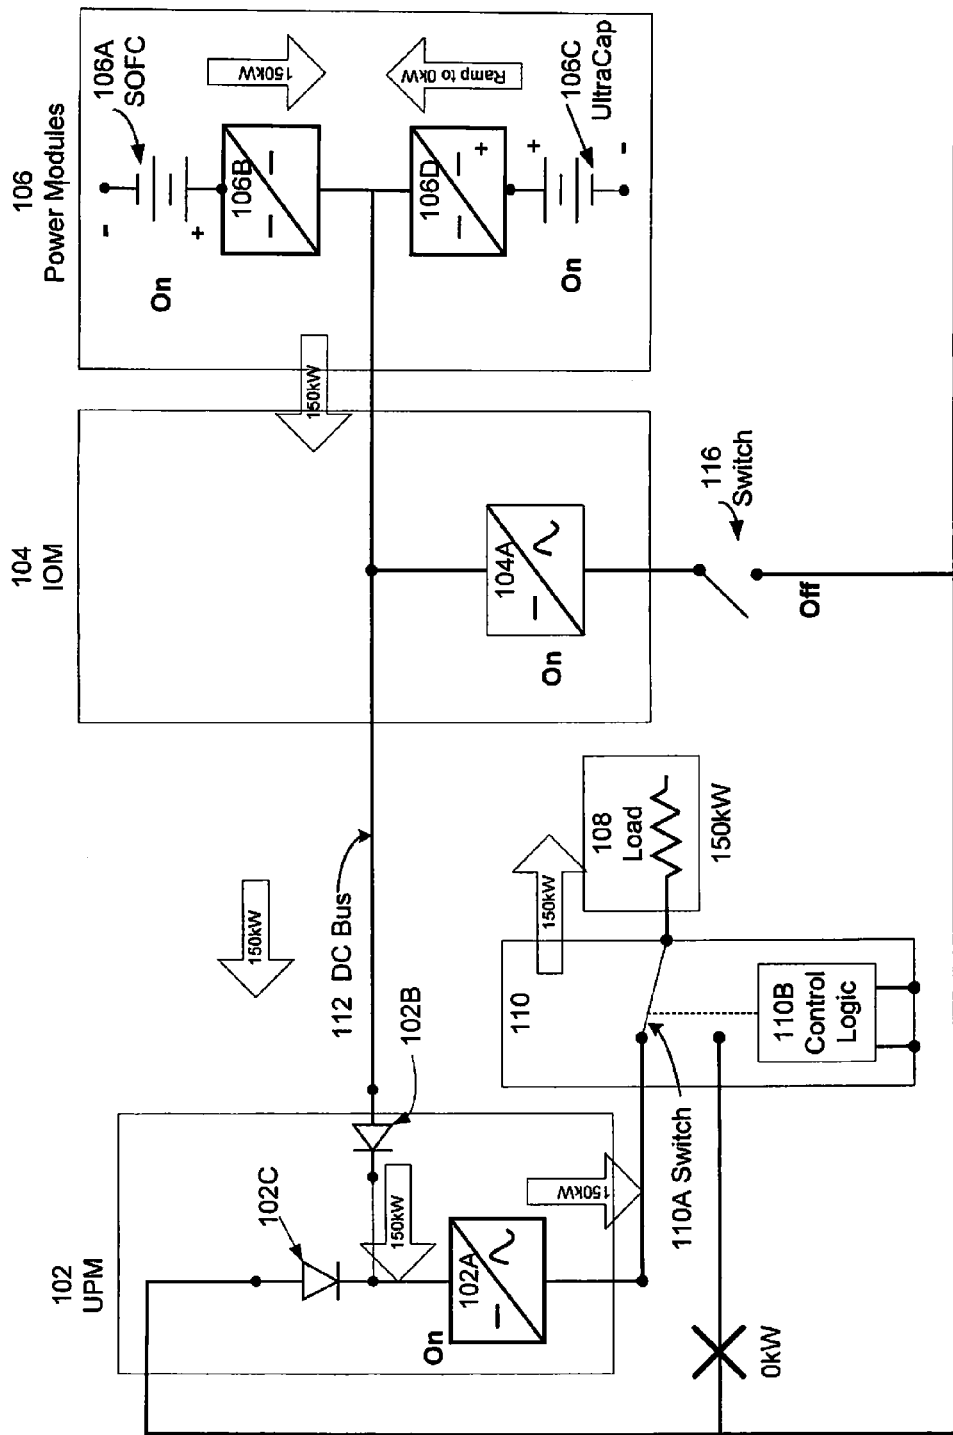 106
Power Modules
106A
SOFC
-
+
On
106B
150kW
Ramp to 0kW
106D
+
+
-
On
106C
UltraCap
150kW
104
IOM
104A
On
116
Switch
Off
150kW
112 DC Bus
102B
150kW
108
Load
150kW
110
110B
Control
Logic
110A Switch
102
UPM
102C
150kW
102A
On
150kW
0kW